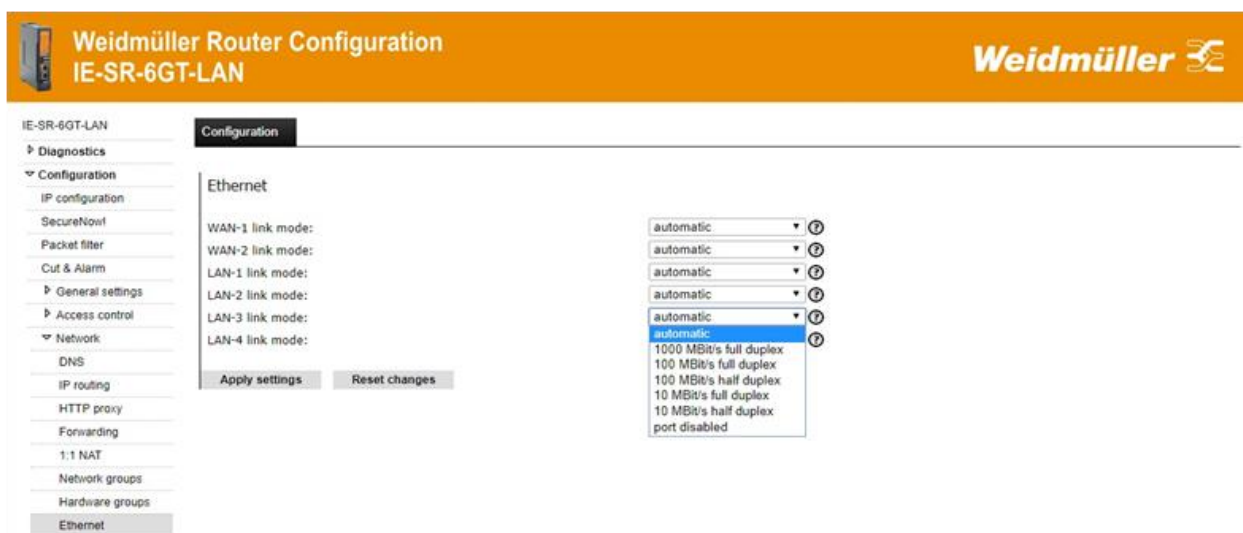 Weidmüller Router Configuration
IE-SR-6GT-LAN
Weidmüller
IE-SR-6GT-LAN
Diagnostics
Configuration
IP configuration
SecureNow!
Packet filter
Cut & Alarm
General settings
Access control
Network
DNS
IP routing
HTTP proxy
Forwarding
1:1 NAT
Network groups
Hardware groups
Ethernet
Configuration
Ethernet
WAN-1 link mode: automatic
WAN-2 link mode: automatic
LAN-1 link mode: automatic
LAN-2 link mode: automatic
LAN-3 link mode: automatic
LAN-4 link mode:
automatic
1000 MBit/s full duplex
100 MBit/s full duplex
100 MBit/s half duplex
10 MBit/s full duplex
10 MBit/s half duplex
port disabled
Apply settings Reset changes